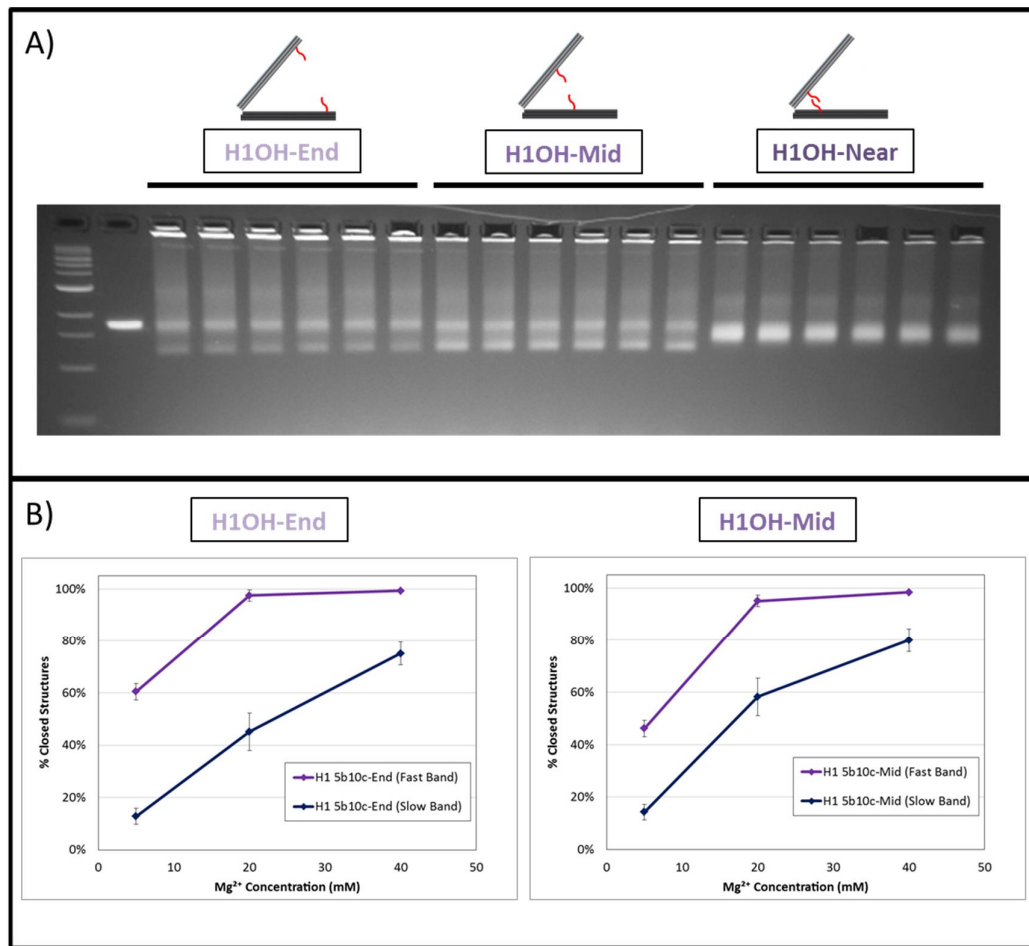 A)
H1OH-End
H1OH-Mid
H1OH-Near
B)
H1OH-End
H1OH-Mid
100%
80%
60%
40%
20%
0%
0
10
20
30
40
50
% Closed Structures
Mg²⁺ Concentration (mM)
H1 5b10c-End (Fast Band)
H1 5b10c-End (Slow Band)
100%
80%
60%
40%
20%
0%
0
10
20
30
40
50
% Closed Structures
Mg²⁺ Concentration (mM)
H1 5b10c-Mid (Fast Band)
H1 5b10c-Mid (Slow Band)